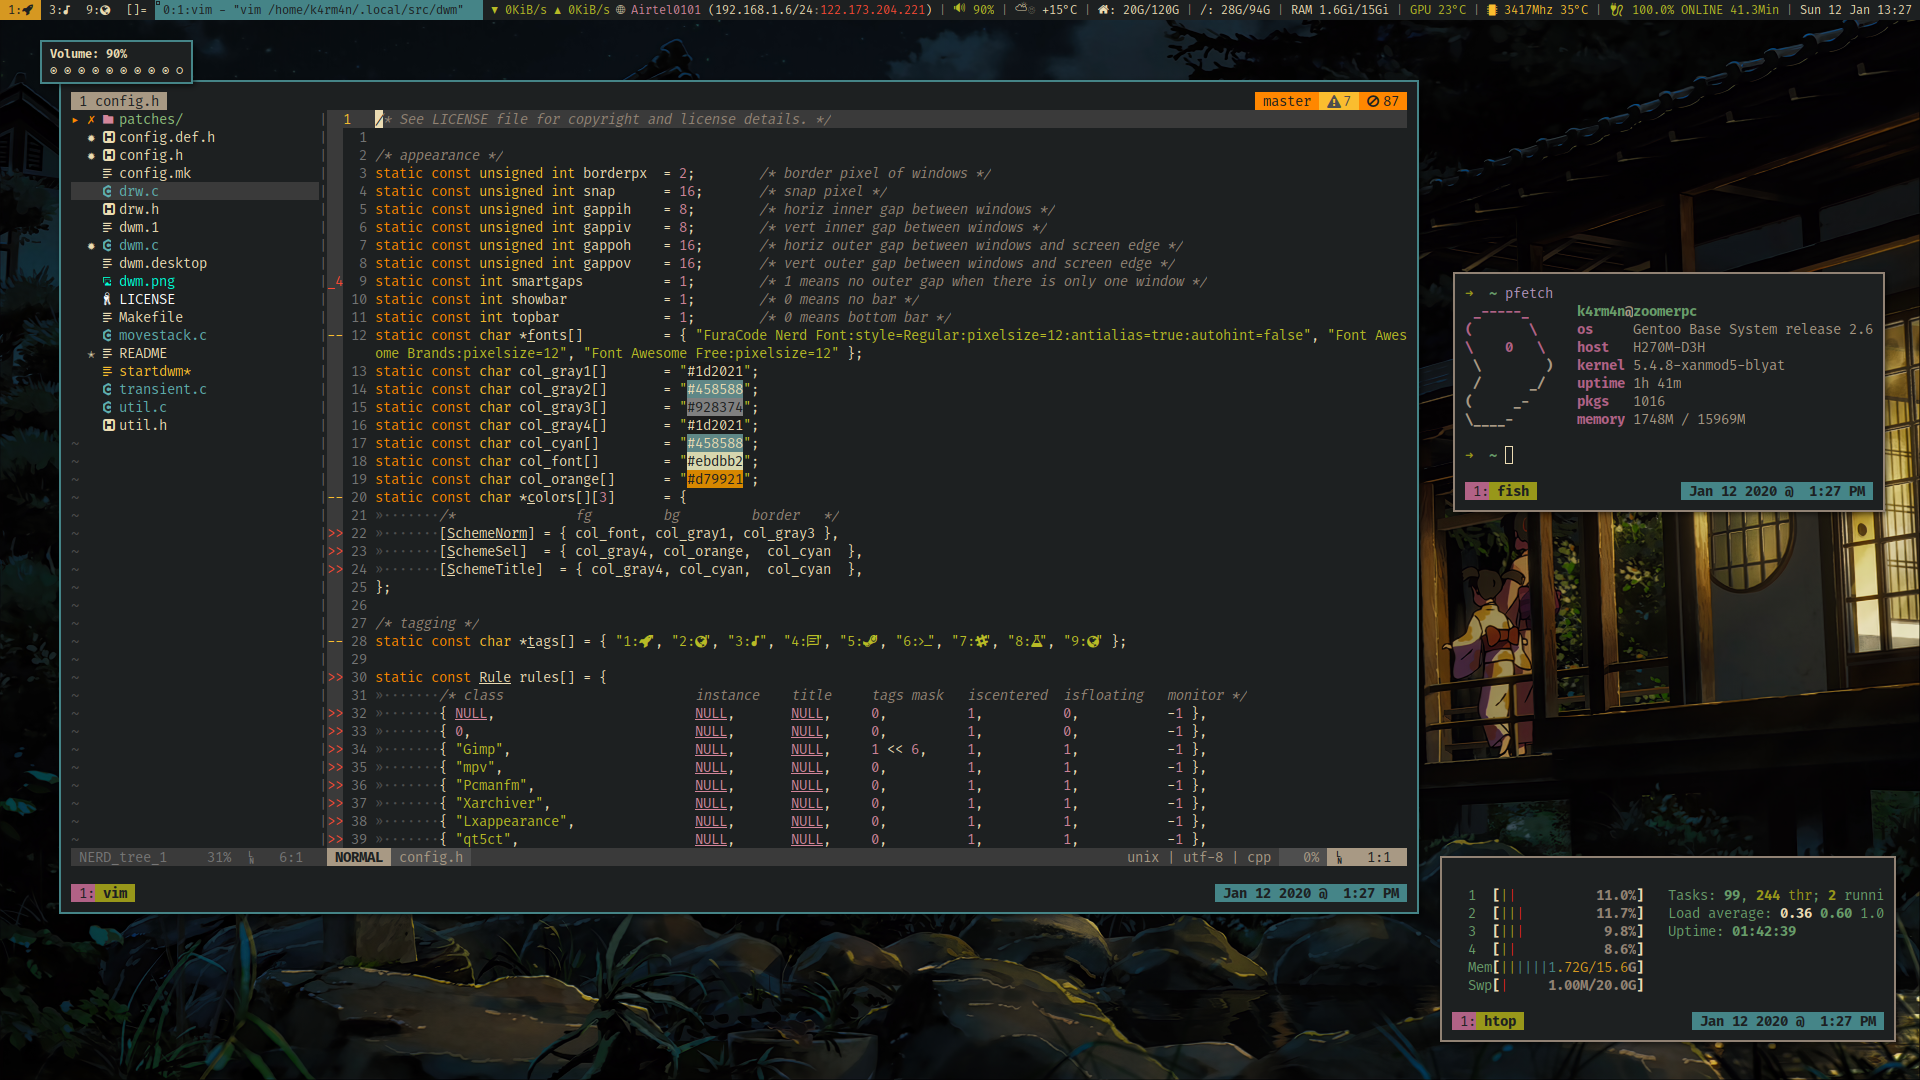 1: 3: 9: []= 0:1:vim - "vim /home/k4rm4n/.local/src/dwm" ▼ 0KiB/s ▲ 0KiB/s Airtel0101 (192.168.1.6/24:122.173.204.221) | 90% | +15°C | : 20G/120G | /: 28G/94G | RAM 1.6Gi/15Gi | GPU 23°C | 3417Mhz 35°C | 100.0% ONLINE 41.3Min | Sun 12 Jan 13:27
Volume: 90%
1 config.h
master 7 87
▸ ✗ patches/
config.def.h
config.h
config.mk
drw.c
drw.h
dwm.1
dwm.c
dwm.desktop
dwm.png
LICENSE
Makefile
movestack.c
README
startdwm*
transient.c
util.c
util.h
NERD_tree_1 31% 6:1
1 /* See LICENSE file for copyright and license details. */
1
2 /* appearance */
3 static const unsigned int borderpx = 2; /* border pixel of windows */
4 static const unsigned int snap = 16; /* snap pixel */
5 static const unsigned int gappih = 8; /* horiz inner gap between windows */
6 static const unsigned int gappiv = 8; /* vert inner gap between windows */
7 static const unsigned int gappoh = 16; /* horiz outer gap between windows and screen edge */
8 static const unsigned int gappov = 16; /* vert outer gap between windows and screen edge */
_4 9 static const int smartgaps = 1; /* 1 means no outer gap when there is only one window */
10 static const int showbar = 1; /* 0 means no bar */
11 static const int topbar = 1; /* 0 means bottom bar */
-- 12 static const char *fonts[] = { "FuraCode Nerd Font:style=Regular:pixelsize=12:antialias=true:autohint=false", "Font Awes
ome Brands:pixelsize=12", "Font Awesome Free:pixelsize=12" };
13 static const char col_gray1[] = "#1d2021";
14 static const char col_gray2[] = "#458588";
15 static const char col_gray3[] = "#928374";
16 static const char col_gray4[] = "#1d2021";
17 static const char col_cyan[] = "#458588";
18 static const char col_font[] = "#ebdbb2";
19 static const char col_orange[] = "#d79921";
-- 20 static const char *colors[][3] = {
21 »·······/* fg bg border */
>> 22 »·······[SchemeNorm] = { col_font, col_gray1, col_gray3 },
>> 23 »·······[SchemeSel] = { col_gray4, col_orange, col_cyan },
>> 24 »·······[SchemeTitle] = { col_gray4, col_cyan, col_cyan },
25 };
26
27 /* tagging */
-- 28 static const char *tags[] = { "1:", "2:", "3:", "4:", "5:", "6:>_", "7:", "8:", "9:" };
29
>> 30 static const Rule rules[] = {
31 »·······/* class instance title tags mask iscentered isfloating monitor */
>> 32 »·······{ NULL, NULL, NULL, 0, 1, 0, -1 },
>> 33 »·······{ 0, NULL, NULL, 0, 1, 0, -1 },
>> 34 »·······{ "Gimp", NULL, NULL, 1 << 6, 1, 1, -1 },
>> 35 »·······{ "mpv", NULL, NULL, 0, 1, 1, -1 },
>> 36 »·······{ "Pcmanfm", NULL, NULL, 0, 1, 1, -1 },
>> 37 »·······{ "Xarchiver", NULL, NULL, 0, 1, 1, -1 },
>> 38 »·······{ "Lxappearance", NULL, NULL, 0, 1, 1, -1 },
>> 39 »·······{ "qt5ct", NULL, NULL, 0, 1, 1, -1 },
NORMAL config.h unix | utf-8 | cpp 0% 1:1
1: vim Jan 12 2020 @ 1:27 PM
→ ~ pfetch
k4rm4n@zoomerpc
os Gentoo Base System release 2.6
host H270M-D3H
kernel 5.4.8-xanmod5-blyat
uptime 1h 41m
pkgs 1016
memory 1748M / 15969M
→ ~
1: fish Jan 12 2020 @ 1:27 PM
1 [|| 11.0%] Tasks: 99, 244 thr; 2 runni
2 [||| 11.7%] Load average: 0.36 0.60 1.0
3 [||| 9.8%] Uptime: 01:42:39
4 [|| 8.6%]
Mem[||||||1.72G/15.6G]
Swp[| 1.00M/20.0G]
1: htop Jan 12 2020 @ 1:27 PM